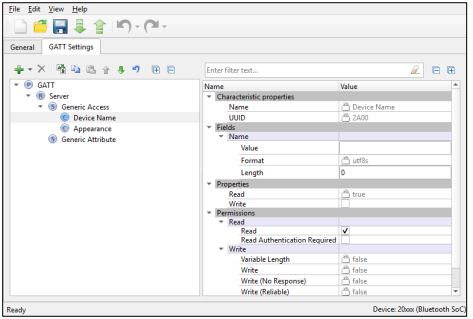 File Edit View Help
General GATT Settings
Enter filter text...
GATT
Server
Generic Access
Device Name
Appearance
Generic Attribute
Name Value
Characteristic properties
Name Device Name
UUID 2A00
Fields
Name
Value
Format utf8s
Length 0
Properties
Read true
Write
Permissions
Read
Read
Read Authentication Required
Write
Variable Length false
Write false
Write (No Response) false
Write (Reliable) false
Ready Device: 20xxx (Bluetooth SoC)